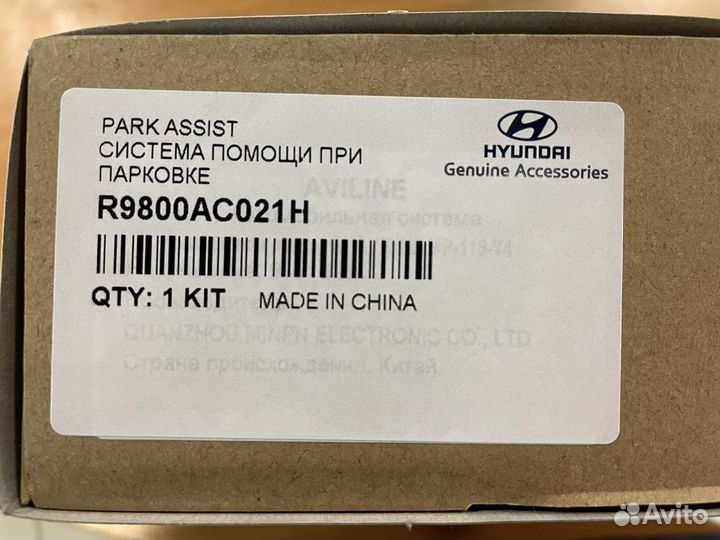 PARK ASSIST
СИСТЕМА ПОМОЩИ ПРИ
ПАРКОВКЕ
HYUNDAI
Genuine Accessories
R9800AC021H
AVILINE
система
QTY: 1 KIT MADE IN CHINA
QUANZHOU MINPN ELECTRONIC CO., LTD
Страна происхождения: Китай
Avito